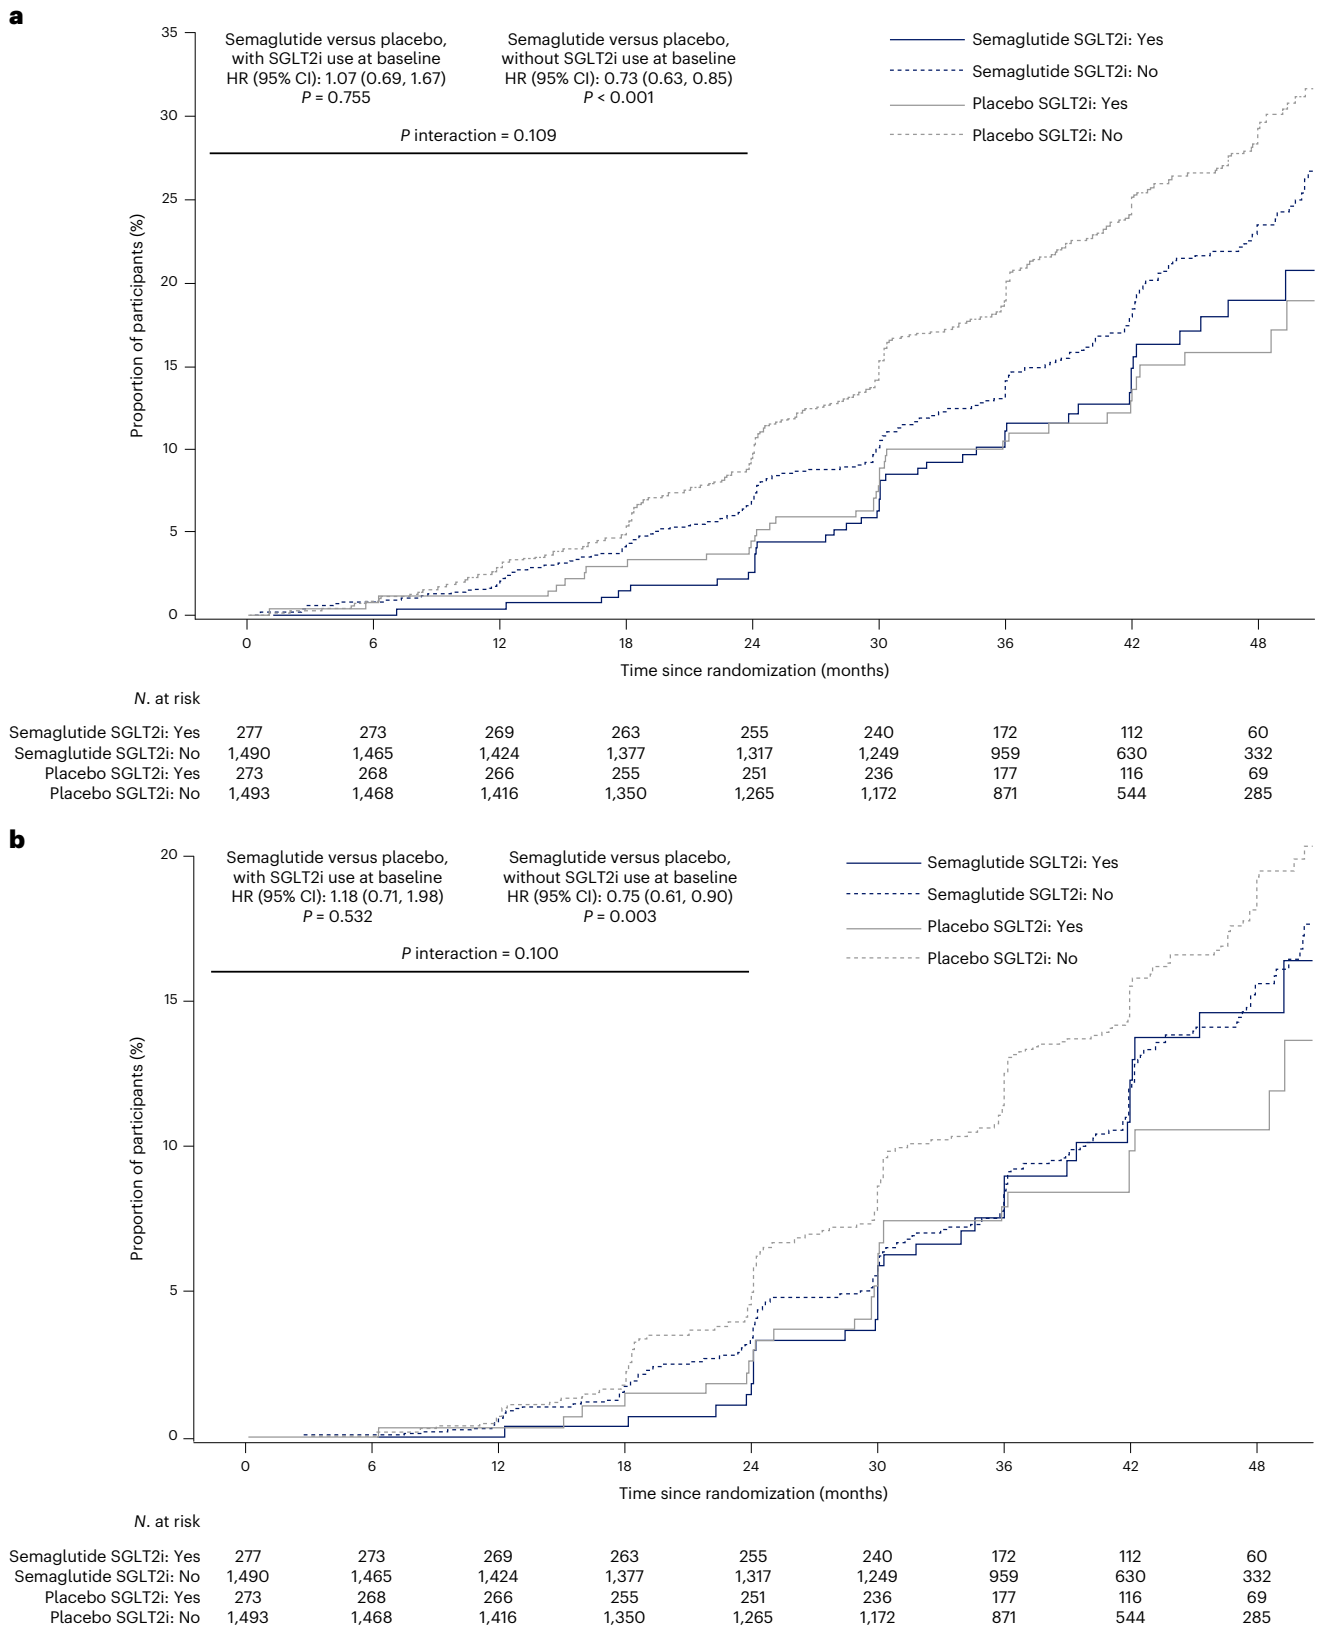 a
Semaglutide versus placebo,
with SGLT2i use at baseline
HR (95% CI): 1.07 (0.69, 1.67)
P = 0.755
Semaglutide versus placebo,
without SGLT2i use at baseline
HR (95% CI): 0.73 (0.63, 0.85)
P < 0.001
P interaction = 0.109
Semaglutide SGLT2i: Yes
Semaglutide SGLT2i: No
Placebo SGLT2i: Yes
Placebo SGLT2i: No
Proportion of participants (%)
35
30
25
20
15
10
5
0
0 6 12 18 24 30 36 42 48
Time since randomization (months)
N. at risk
Semaglutide SGLT2i: Yes 277 273 269 263 255 240 172 112 60
Semaglutide SGLT2i: No 1,490 1,465 1,424 1,377 1,317 1,249 959 630 332
Placebo SGLT2i: Yes 273 268 266 255 251 236 177 116 69
Placebo SGLT2i: No 1,493 1,468 1,416 1,350 1,265 1,172 871 544 285
b
Semaglutide versus placebo,
with SGLT2i use at baseline
HR (95% CI): 1.18 (0.71, 1.98)
P = 0.532
Semaglutide versus placebo,
without SGLT2i use at baseline
HR (95% CI): 0.75 (0.61, 0.90)
P = 0.003
P interaction = 0.100
Semaglutide SGLT2i: Yes
Semaglutide SGLT2i: No
Placebo SGLT2i: Yes
Placebo SGLT2i: No
Proportion of participants (%)
20
15
10
5
0
0 6 12 18 24 30 36 42 48
Time since randomization (months)
N. at risk
Semaglutide SGLT2i: Yes 277 273 269 263 255 240 172 112 60
Semaglutide SGLT2i: No 1,490 1,465 1,424 1,377 1,317 1,249 959 630 332
Placebo SGLT2i: Yes 273 268 266 255 251 236 177 116 69
Placebo SGLT2i: No 1,493 1,468 1,416 1,350 1,265 1,172 871 544 285